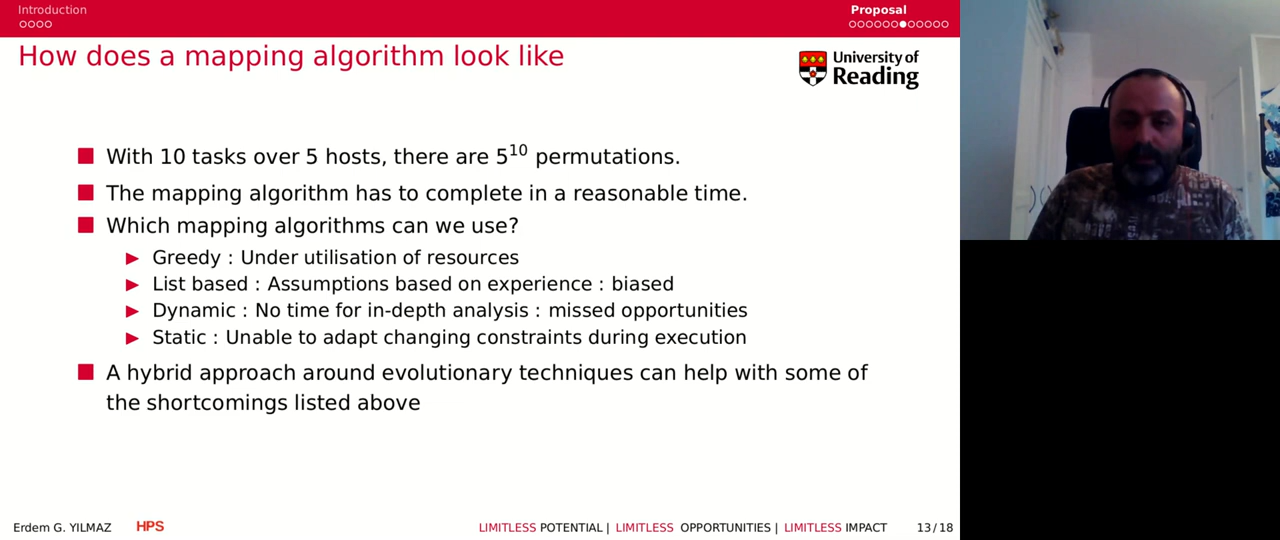 Introduction
Proposal
How does a mapping algorithm look like
University of
Reading
With 10 tasks over 5 hosts, there are 5^10 permutations.
The mapping algorithm has to complete in a reasonable time.
Which mapping algorithms can we use?
Greedy : Under utilisation of resources
List based : Assumptions based on experience : biased
Dynamic : No time for in-depth analysis : missed opportunities
Static : Unable to adapt changing constraints during execution
A hybrid approach around evolutionary techniques can help with some of
the shortcomings listed above
Erdem G. YILMAZ HPS LIMITLESS POTENTIAL | LIMITLESS OPPORTUNITIES | LIMITLESS IMPACT 13/18